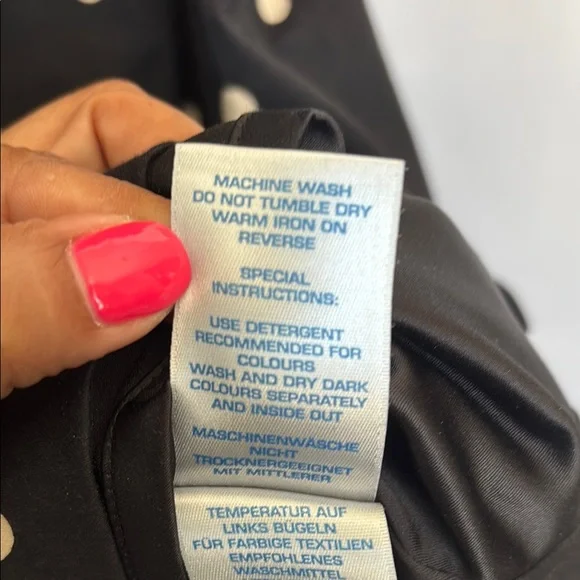 MACHINE WASH
DO NOT TUMBLE DRY
WARM IRON ON
REVERSE
SPECIAL
INSTRUCTIONS:
USE DETERGENT
RECOMMENDED FOR
COLOURS
WASH AND DRY DARK
COLOURS SEPARATELY
AND INSIDE OUT
MASCHINENWÄSCHE
NICHT
TROCKNERGEEIGNET
MIT MITTLERER
TEMPERATUR AUF
LINKS BÜGELN
FÜR FARBIGE TEXTILIEN
EMPFOHLENES
WASCHMITTEL